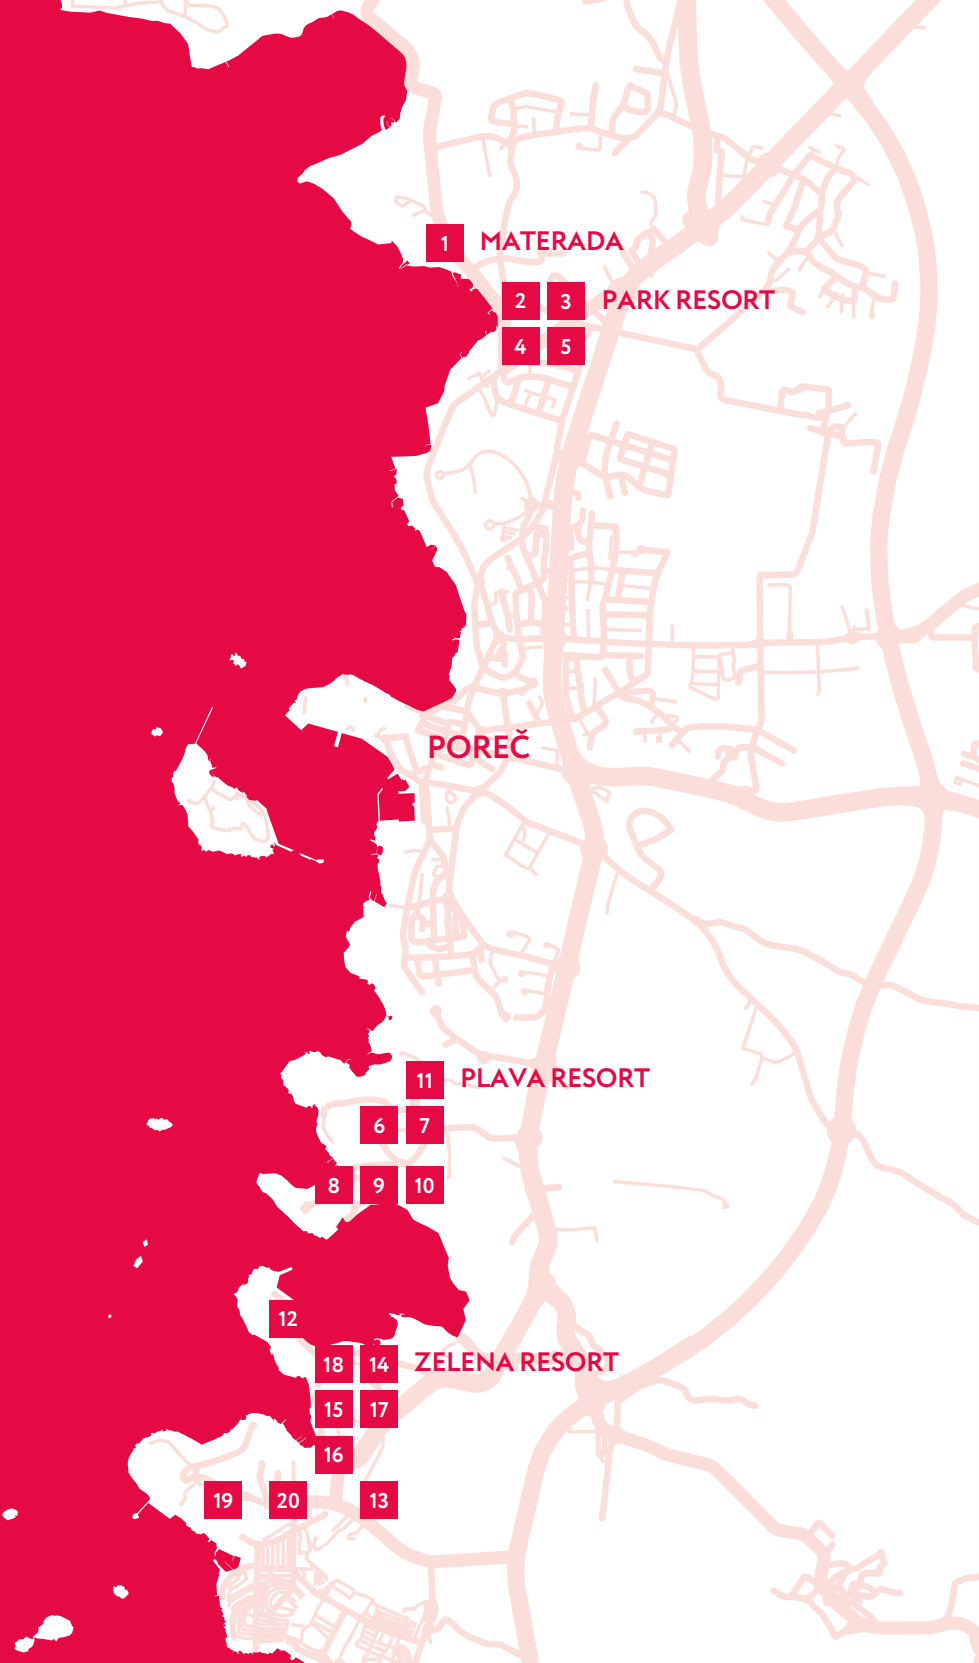 1 MATERADA
2 3 PARK RESORT
4 5
POREČ
11 PLAVA RESORT
6 7
8 9 10
12
18 14 ZELENA RESORT
15 17
16
19 20 13